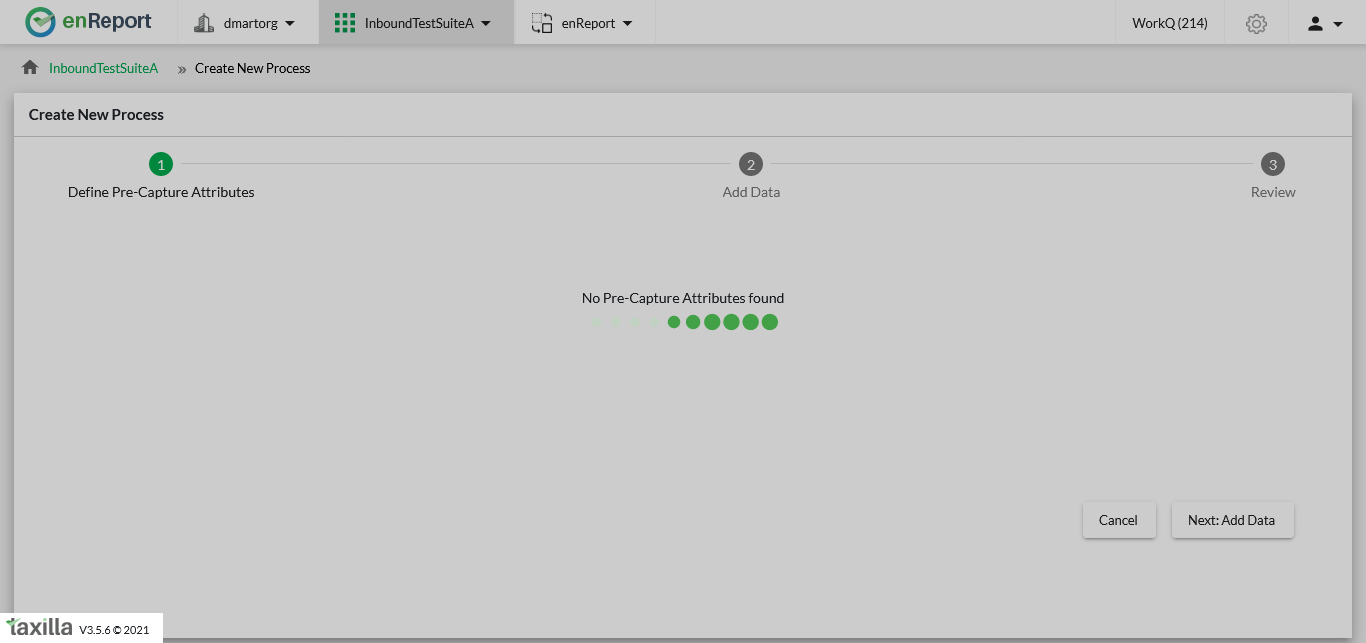 enReport
dmartorg
InboundTestSuiteA
enReport
WorkQ (214)
InboundTestSuiteA » Create New Process
Create New Process
1
2
3
Define Pre-Capture Attributes
Add Data
Review
No Pre-Capture Attributes found
Cancel
Next: Add Data
taxilla V3.5.6 © 2021